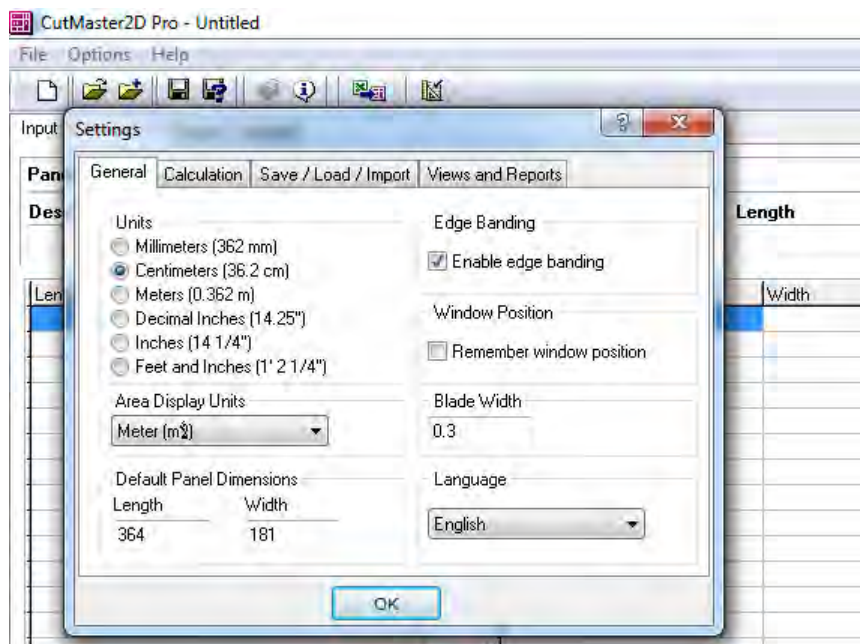 CutMaster2D Pro - Untitled
File Options Help
Input
Settings
General Calculation Save / Load / Import Views and Reports
Pan
Des
Length
Units
Millimeters (362 mm)
Centimeters (36.2 cm)
Meters (0.362 m)
Decimal Inches (14.25")
Inches (14 1/4")
Feet and Inches (1' 2 1/4")
Edge Banding
Enable edge banding
Len
Width
Window Position
Remember window position
Area Display Units
Meter (m²)
Blade Width
0.3
Default Panel Dimensions
Length Width
364 181
Language
English
OK